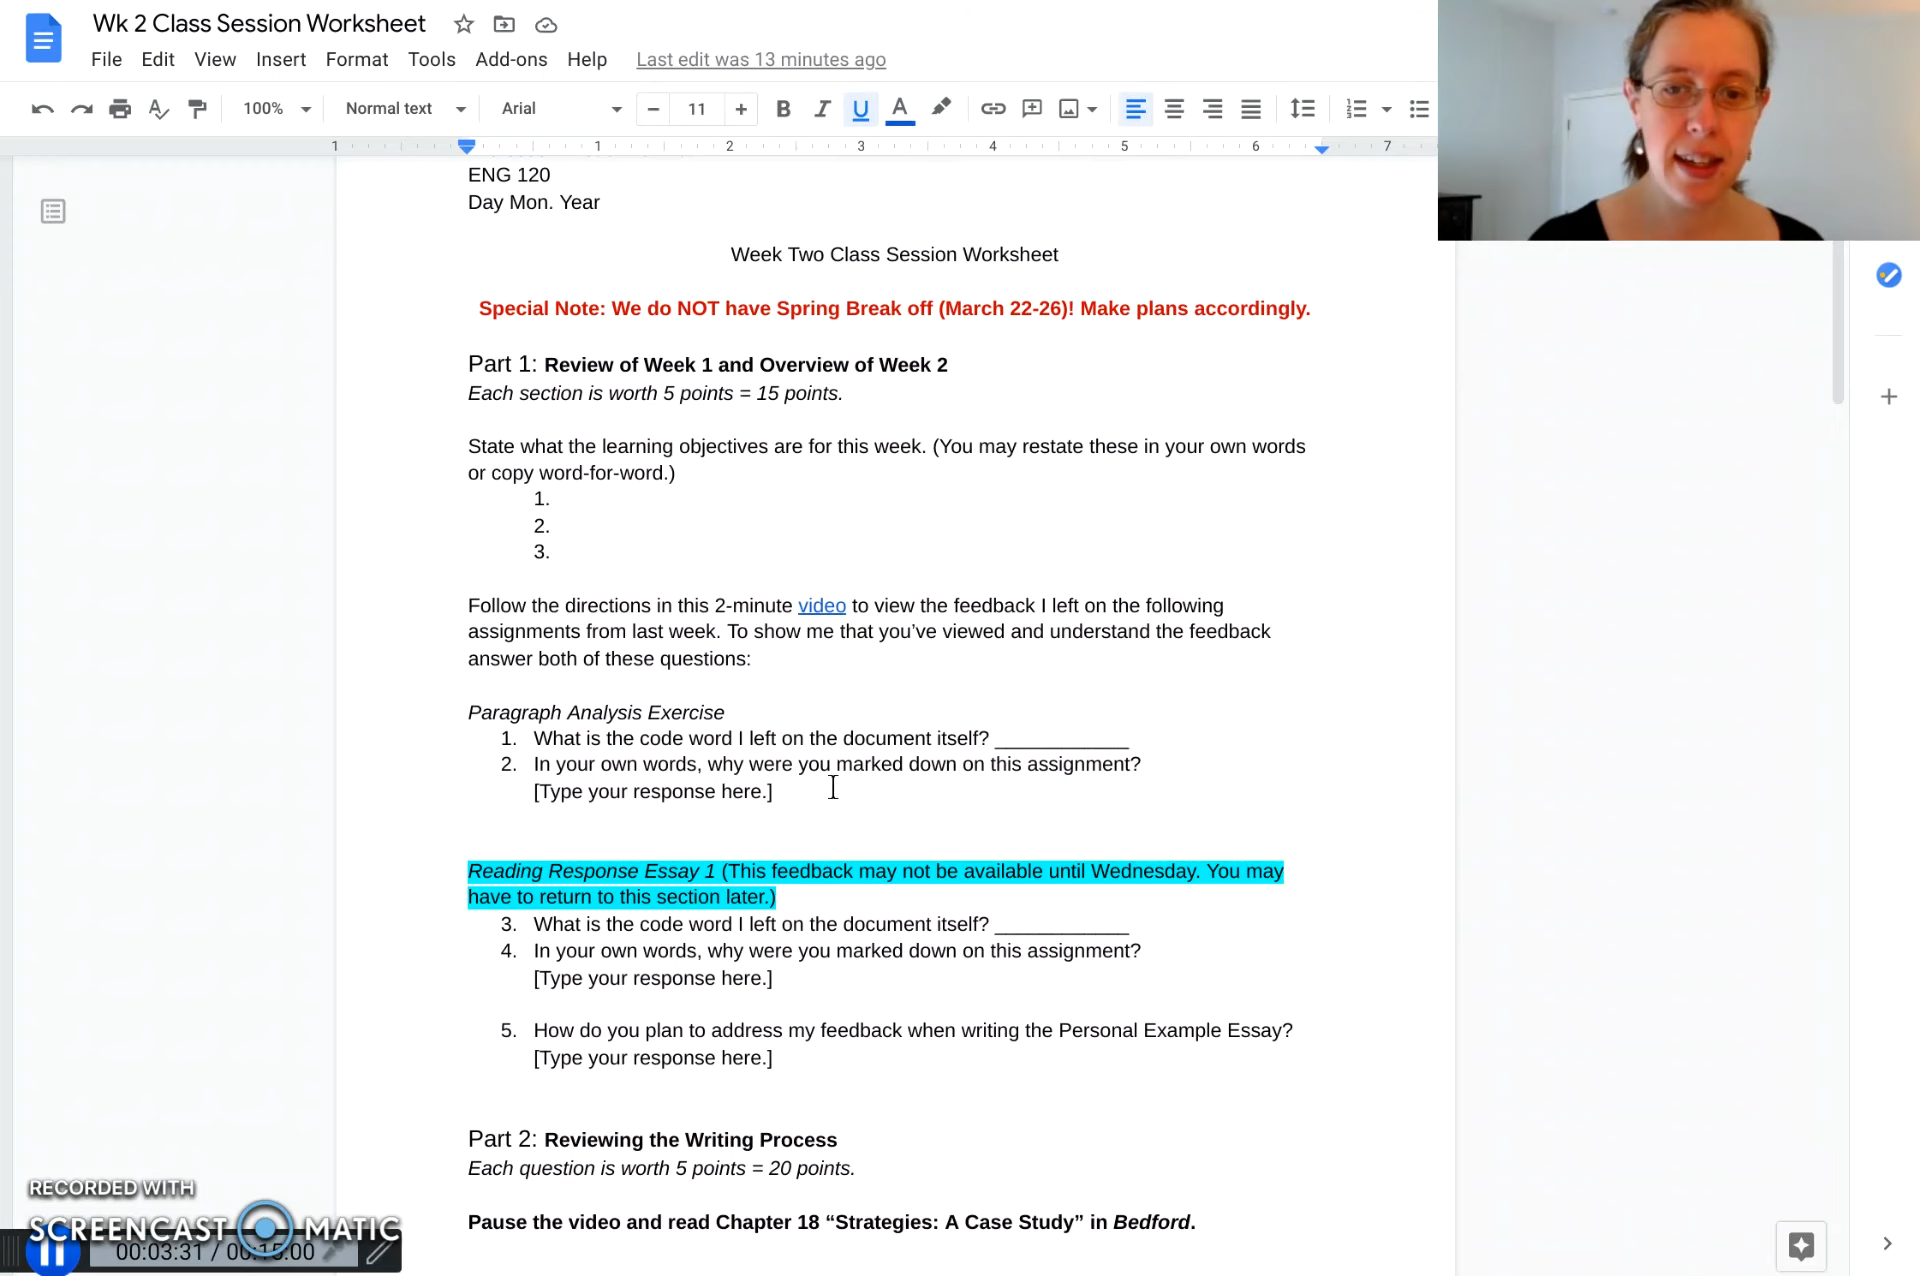 Wk 2 Class Session Worksheet
File Edit View Insert Format Tools Add-ons Help Last edit was 13 minutes ago
100% Normal text Arial 11 B I U A
1 1 2 3 4 5 6 7
ENG 120
Day Mon. Year
Week Two Class Session Worksheet
Special Note: We do NOT have Spring Break off (March 22-26)! Make plans accordingly.
Part 1: Review of Week 1 and Overview of Week 2
Each section is worth 5 points = 15 points.
State what the learning objectives are for this week. (You may restate these in your own words
or copy word-for-word.)
1.
2.
3.
Follow the directions in this 2-minute video to view the feedback I left on the following
assignments from last week. To show me that you’ve viewed and understand the feedback
answer both of these questions:
Paragraph Analysis Exercise
1. What is the code word I left on the document itself? ____________
2. In your own words, why were you marked down on this assignment?
[Type your response here.]
Reading Response Essay 1 (This feedback may not be available until Wednesday. You may
have to return to this section later.)
3. What is the code word I left on the document itself? ____________
4. In your own words, why were you marked down on this assignment?
[Type your response here.]
5. How do you plan to address my feedback when writing the Personal Example Essay?
[Type your response here.]
Part 2: Reviewing the Writing Process
Each question is worth 5 points = 20 points.
Pause the video and read Chapter 18 “Strategies: A Case Study” in Bedford.
RECORDED WITH
SCREENCAST MATIC
00:03:31 / 00:15:00